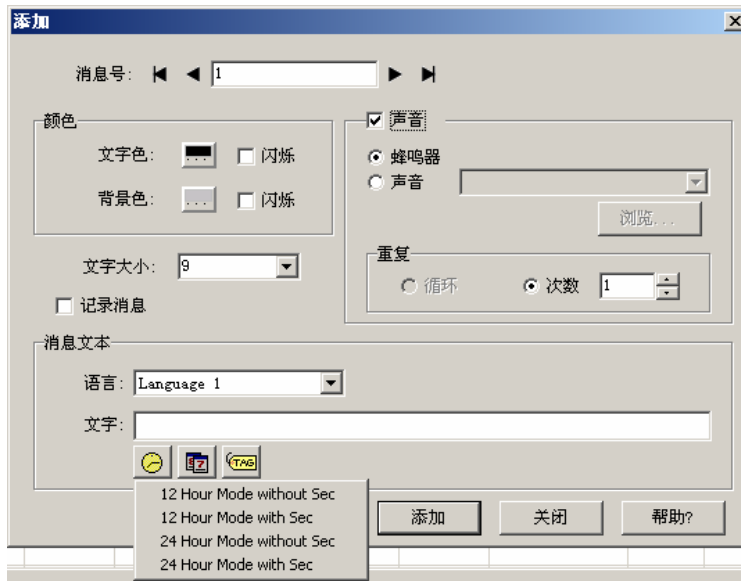 添加
消息号: 1
颜色
文字色: ... 闪烁
背景色: ... 闪烁
文字大小: 9
记录消息
声音
蜂鸣器
声音
浏览...
重复
循环 次数 1
消息文本
语言: Language 1
文字:
TAG
12 Hour Mode without Sec
12 Hour Mode with Sec
24 Hour Mode without Sec
24 Hour Mode with Sec
添加 关闭 帮助?